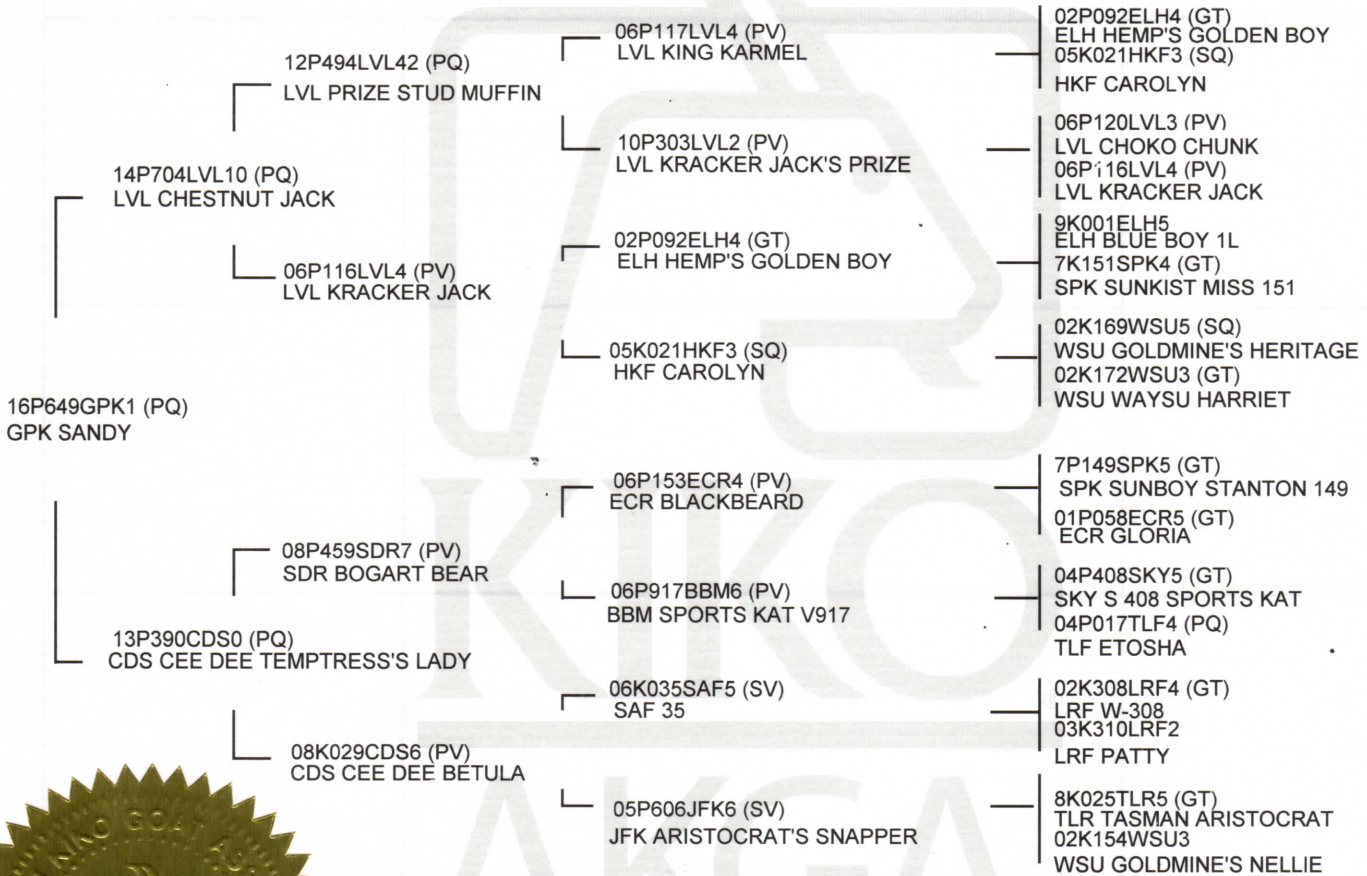 16P649GPK1 (PQ)
GPK SANDY
14P704LVL10 (PQ)
LVL CHESTNUT JACK
13P390CDS0 (PQ)
CDS CEE DEE TEMPTRESS'S LADY
12P494LVL42 (PQ)
LVL PRIZE STUD MUFFIN
06P116LVL4 (PV)
LVL KRACKER JACK
08P459SDR7 (PV)
SDR BOGART BEAR
08K029CDS6 (PV)
CDS CEE DEE BETULA
06P117LVL4 (PV)
LVL KING KARMEL
10P303LVL2 (PV)
LVL KRACKER JACK'S PRIZE
02P092ELH4 (GT)
ELH HEMP'S GOLDEN BOY
05K021HKF3 (SQ)
HKF CAROLYN
06P153ECR4 (PV)
ECR BLACKBEARD
06P917BBM6 (PV)
BBM SPORTS KAT V917
06K035SAF5 (SV)
SAF 35
05P606JFK6 (SV)
JFK ARISTOCRAT'S SNAPPER
02P092ELH4 (GT)
ELH HEMP'S GOLDEN BOY
05K021HKF3 (SQ)
HKF CAROLYN
06P120LVL3 (PV)
LVL CHOKO CHUNK
06P116LVL4 (PV)
LVL KRACKER JACK
9K001ELH5
ELH BLUE BOY 1L
7K151SPK4 (GT)
SPK SUNKIST MISS 151
02K169WSU5 (SQ)
WSU GOLDMINE'S HERITAGE
02K172WSU3 (GT)
WSU WAYSU HARRIET
7P149SPK5 (GT)
SPK SUNBOY STANTON 149
01P058ECR5 (GT)
ECR GLORIA
04P408SKY5 (GT)
SKY S 408 SPORTS KAT
04P017TLF4 (PQ)
TLF ETOSHA
02K308LRF4 (GT)
LRF W-308
03K310LRF2
LRF PATTY
8K025TLR5 (GT)
TLR TASMAN ARISTOCRAT
02K154WSU3
WSU GOLDMINE'S NELLIE
KIKO
AKGA
KIKO GOAT AS